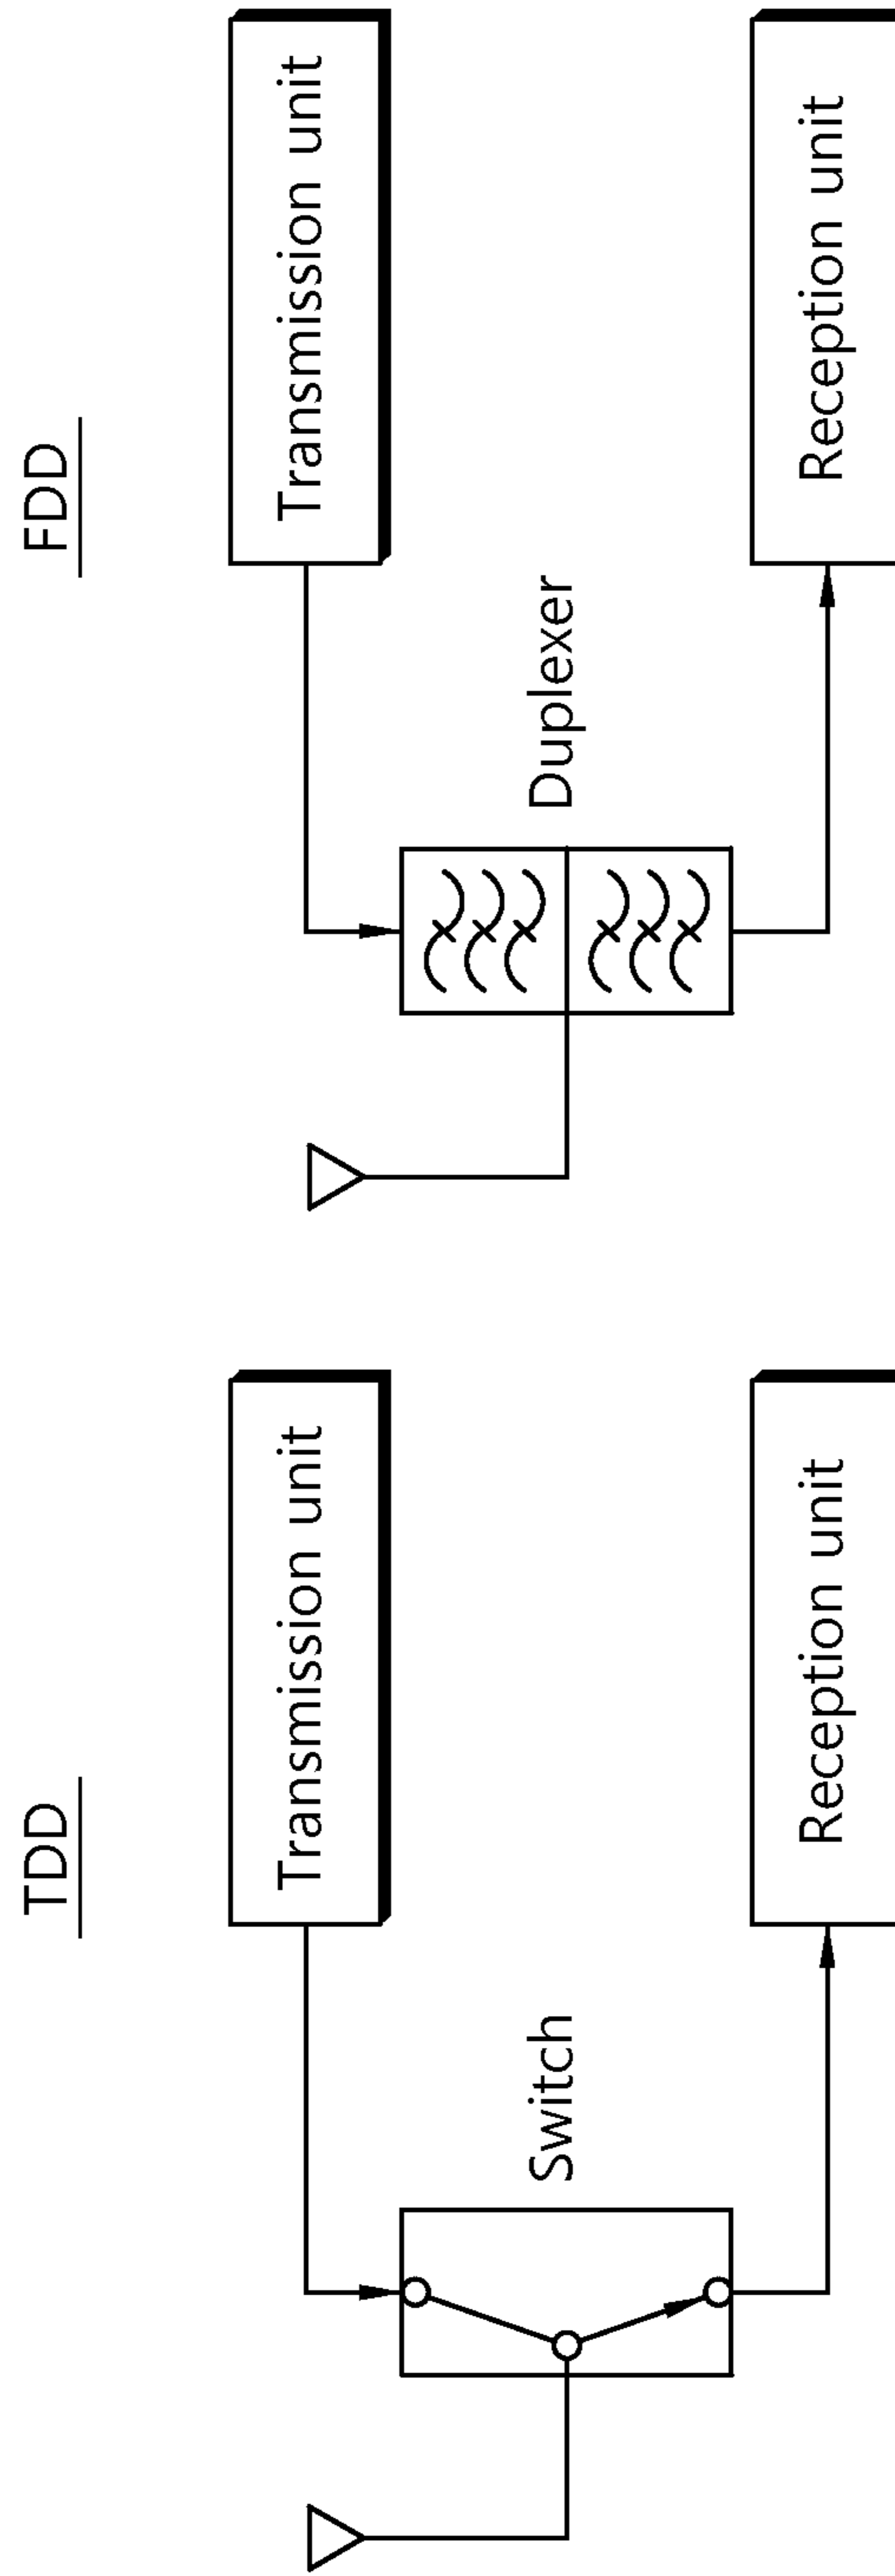 TDD
FDD
Transmission unit
Transmission unit
Switch
Duplexer
Reception unit
Reception unit